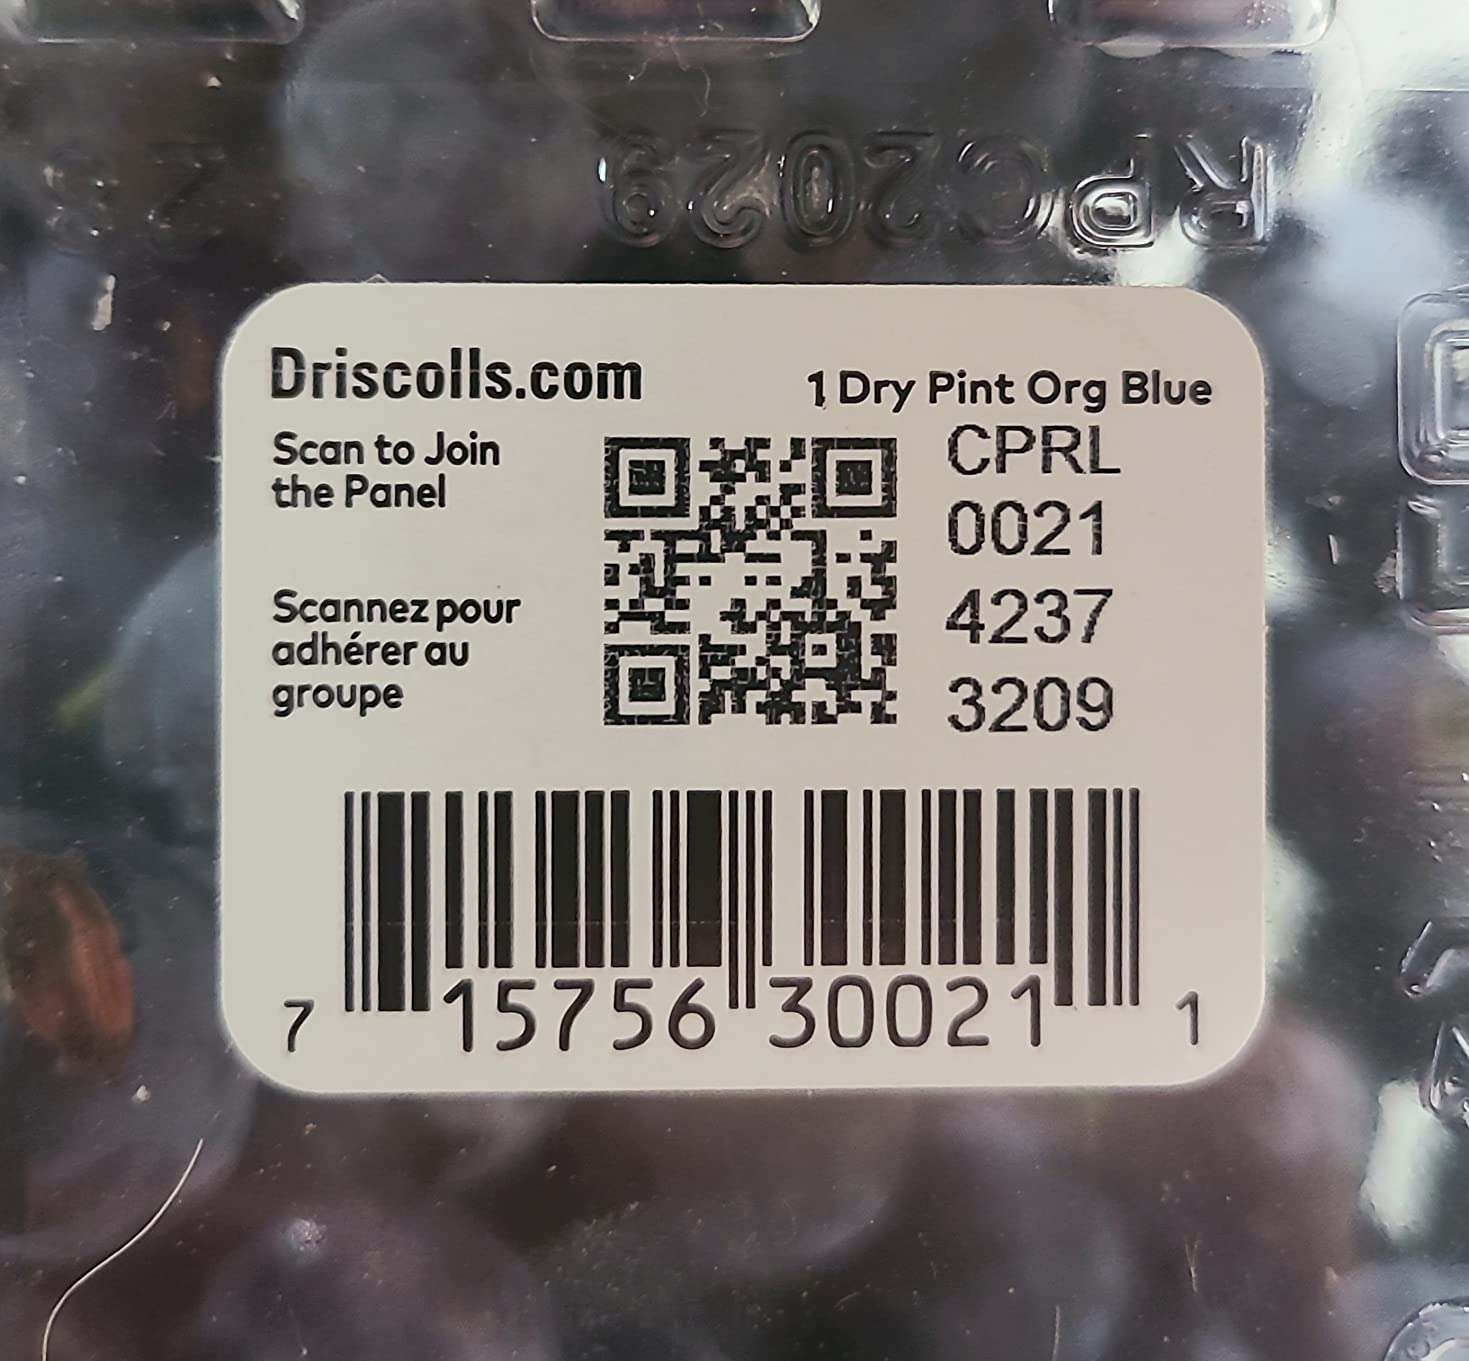 RPC2029
Driscolls.com
1 Dry Pint Org Blue
Scan to Join
the Panel
Scannez pour
adhérer au
groupe
CPRL
0021
4237
3209
7 15756 30021 1